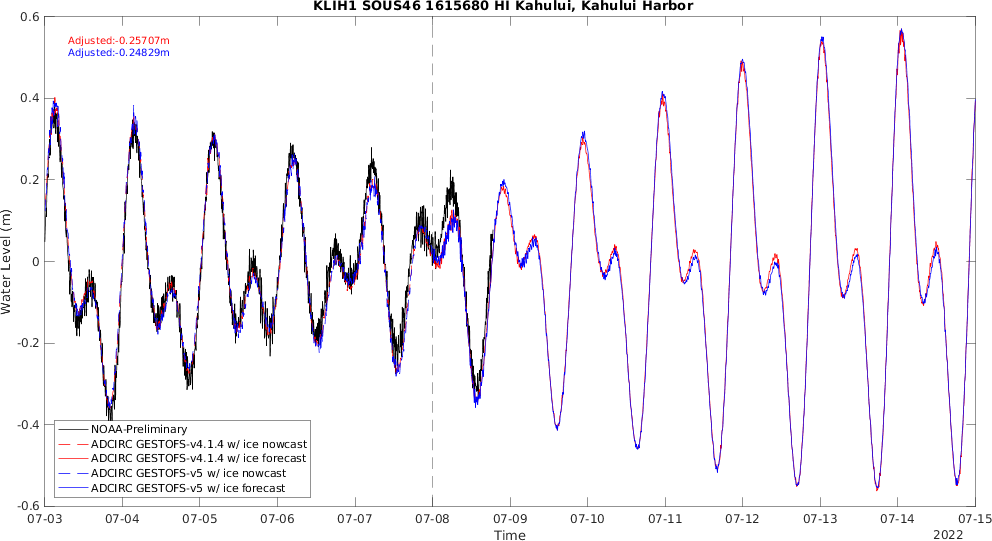 KLIH1 SOUS46 1615680 HI Kahului, Kahului Harbor
Adjusted:-0.25707m
Adjusted:-0.24829m
0.6
0.4
0.2
0
-0.2
-0.4
-0.6
Water Level (m)
NOAA-Preliminary
ADCIRC GESTOFS-v4.1.4 w/ ice nowcast
ADCIRC GESTOFS-v4.1.4 w/ ice forecast
ADCIRC GESTOFS-v5 w/ ice nowcast
ADCIRC GESTOFS-v5 w/ ice forecast
07-03 07-04 07-05 07-06 07-07 07-08 07-09 07-10 07-11 07-12 07-13 07-14 07-15
Time
2022